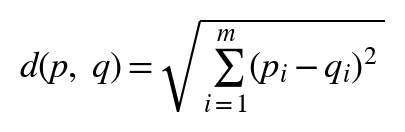 d(p, q) = √(∑_{i=1}^{m} (p_i − q_i)²)